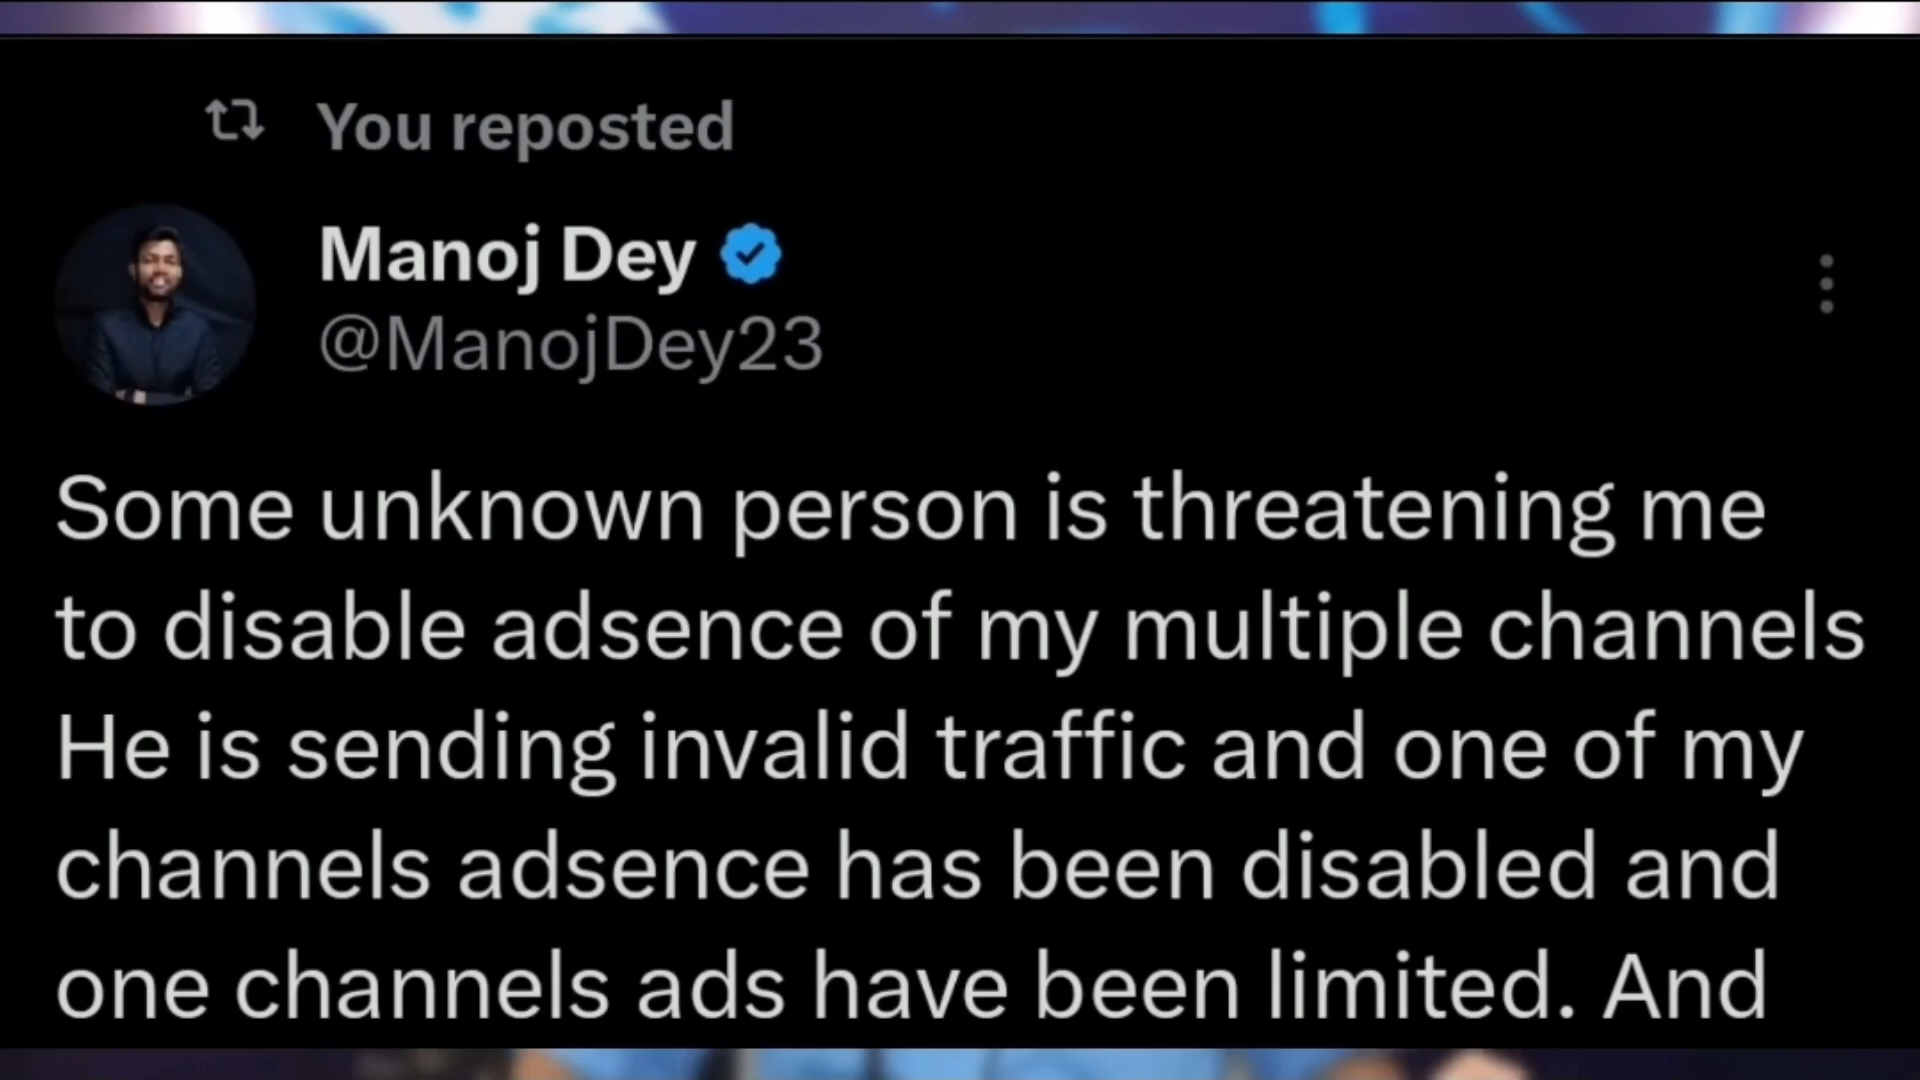 You reposted
Manoj Dey
@ManojDey23
Some unknown person is threatening me
to disable adsence of my multiple channels
He is sending invalid traffic and one of my
channels adsence has been disabled and
one channels ads have been limited. And